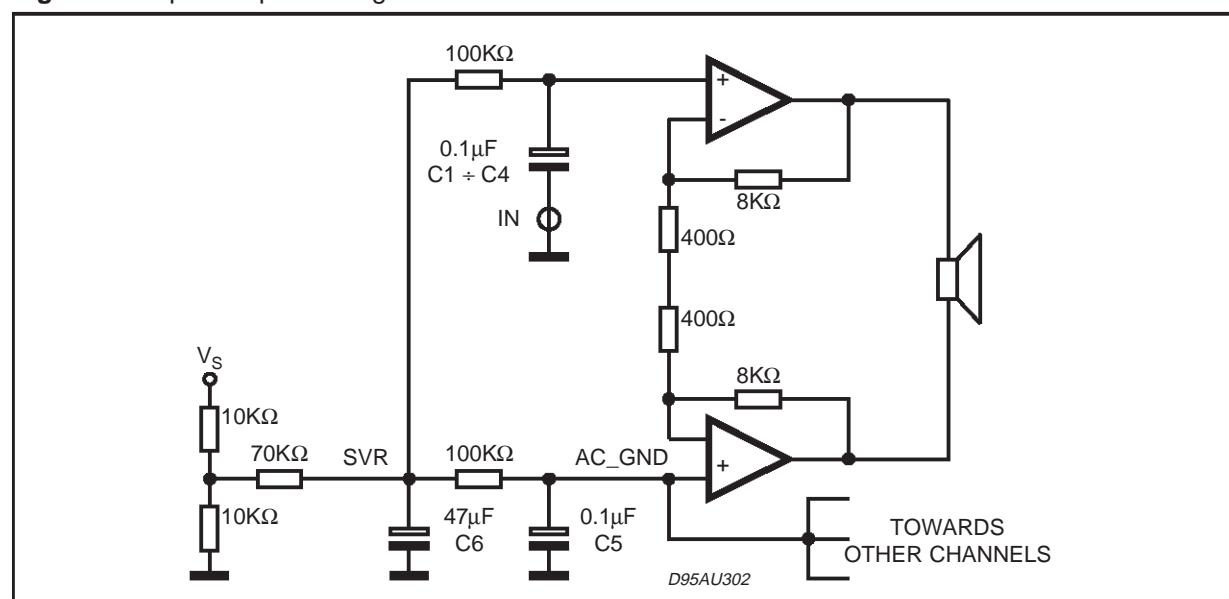 100KΩ
+
-
0.1μF
C1 ÷ C4
8KΩ
IN
400Ω
400Ω
VS
8KΩ
10KΩ
70KΩ
SVR
100KΩ
AC_GND
+
10KΩ
47μF
C6
0.1μF
C5
TOWARDS
OTHER CHANNELS
D95AU302